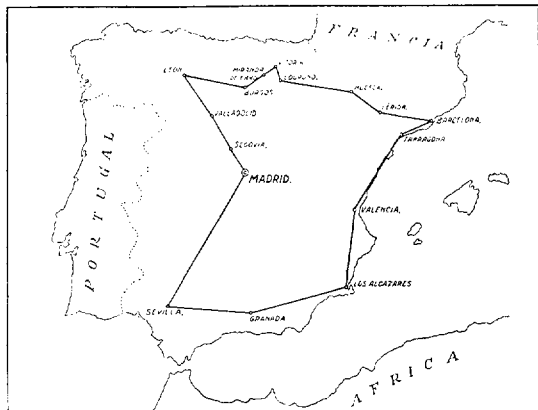 FRANCIA
LEON
MIRANDA
DE EBRO
BURGOS
LOGROÑO
HUESCA
LÉRIDA
BARCELONA.
TARRAGONA
VALLADOLID
SEGOVIA.
MADRID.
VALENCIA.
LOS ALCAZARES
SEVILLA.
GRANADA
PORTUGAL
AFRICA